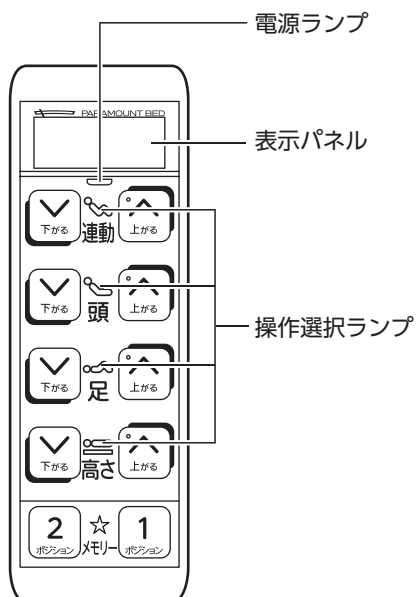 電源ランプ
PARAMOUNT BED
表示パネル
下がる 連動 上がる
下がる 頭 上がる
操作選択ランプ
下がる 足 上がる
下がる 高さ 上がる
2 ☆ 1
ポジション メモリー ポジション